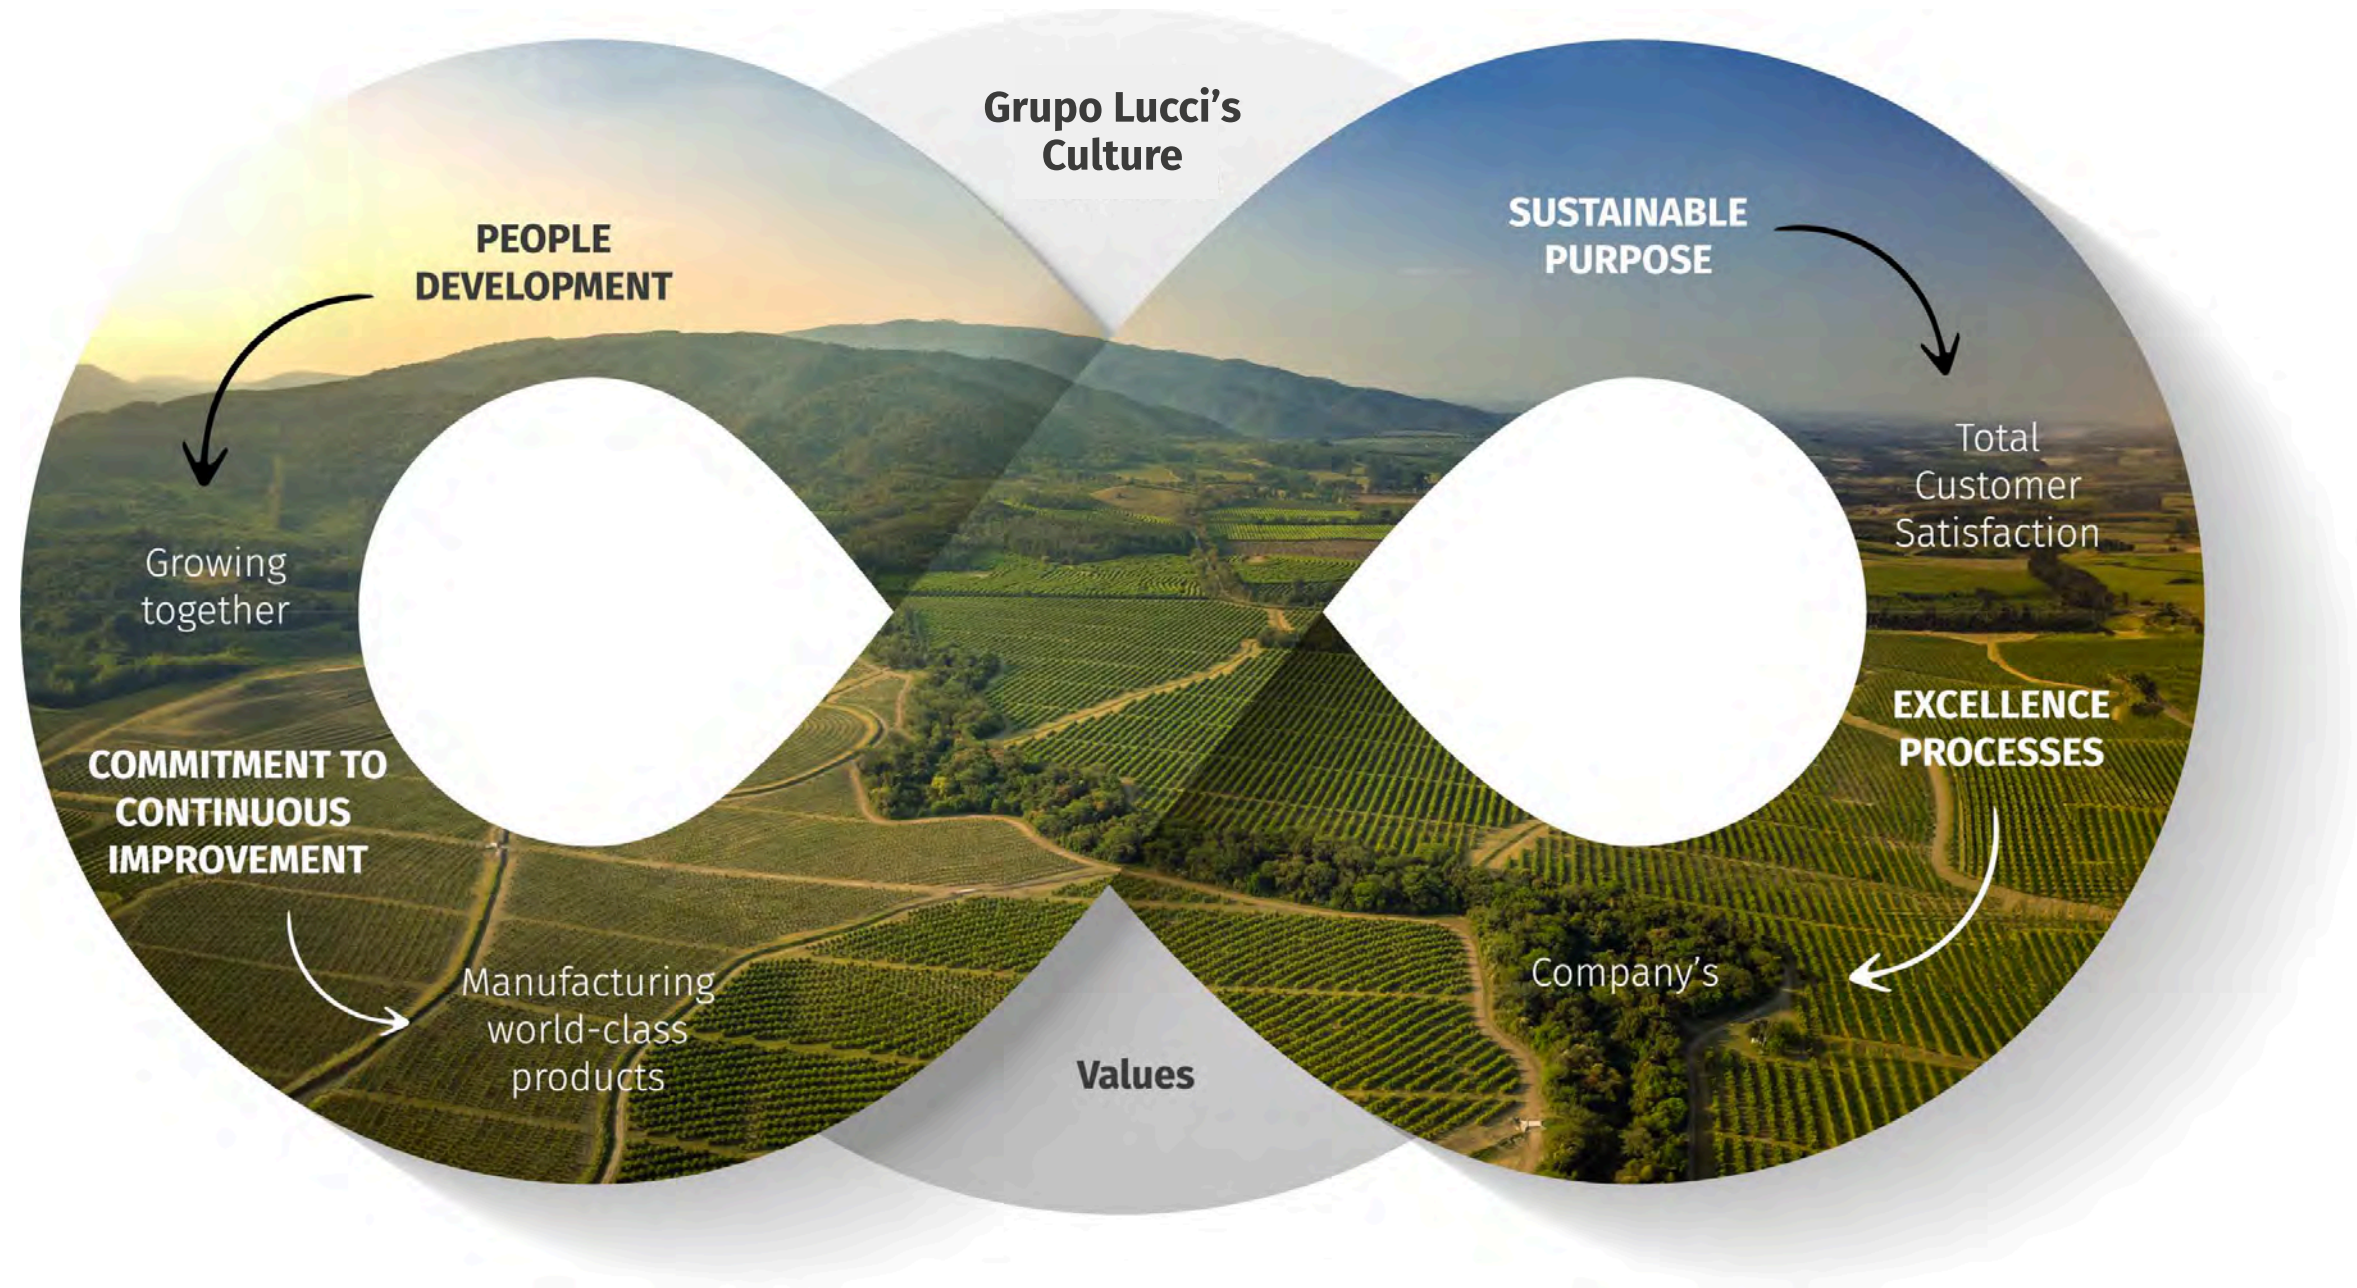 Grupo Lucci’s
Culture
PEOPLE
DEVELOPMENT
Growing
together
COMMITMENT TO
CONTINUOUS
IMPROVEMENT
Manufacturing
world-class
products
SUSTAINABLE
PURPOSE
Total
Customer
Satisfaction
EXCELLENCE
PROCESSES
Company’s
Values